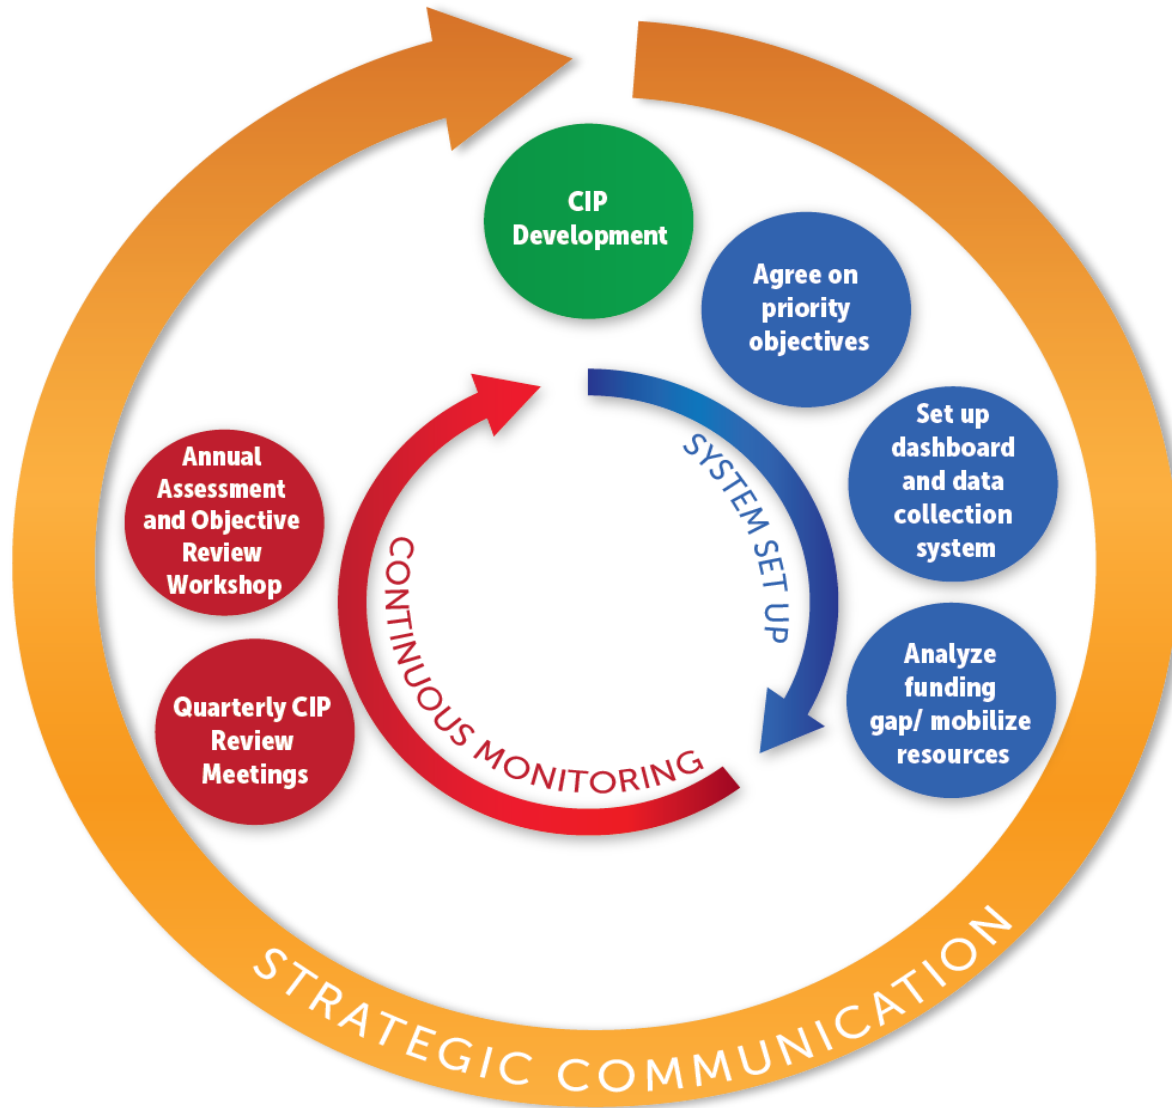 CIP
Development
Agree on
priority
objectives
Set up
dashboard
and data
collection
system
Analyze
funding
gap/ mobilize
resources
SYSTEM SET UP
Annual
Assessment
and Objective
Review
Workshop
Quarterly CIP
Review
Meetings
CONTINUOUS MONITORING
STRATEGIC COMMUNICATION